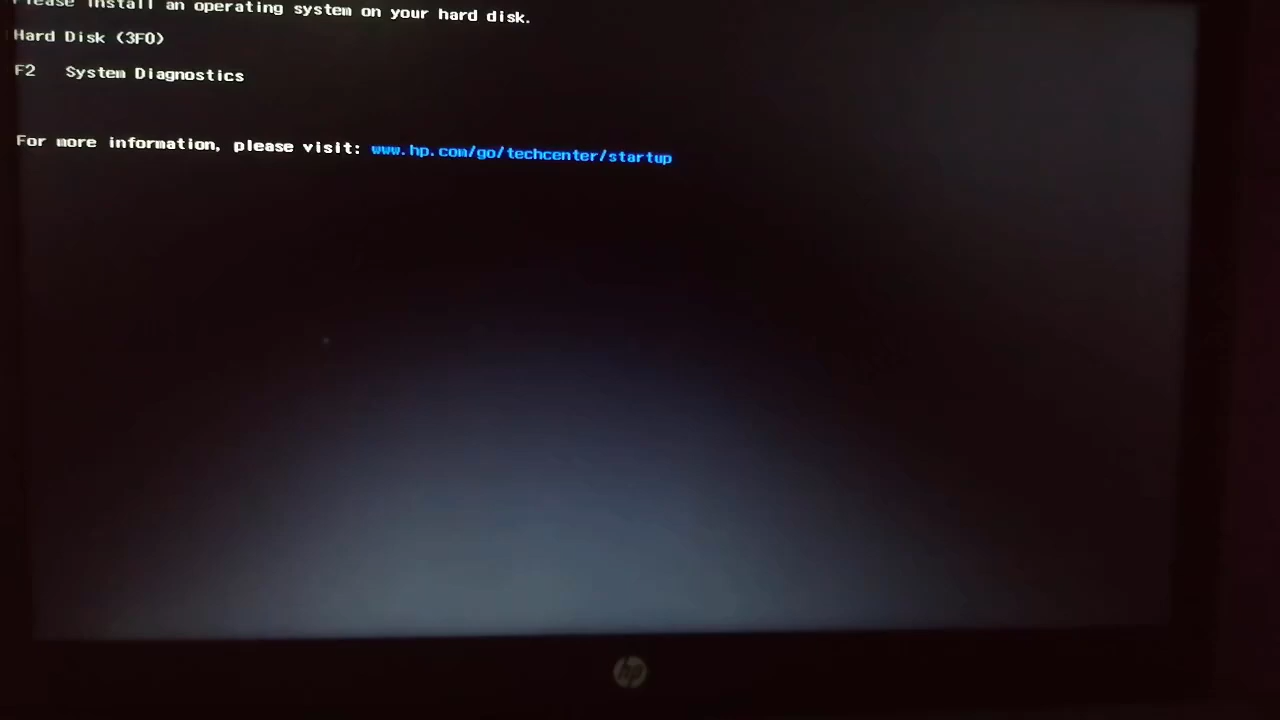 Please install an operating system on your hard disk.
Hard Disk (3F0)
F2 System Diagnostics
For more information, please visit: www.hp.com/go/techcenter/startup
hp